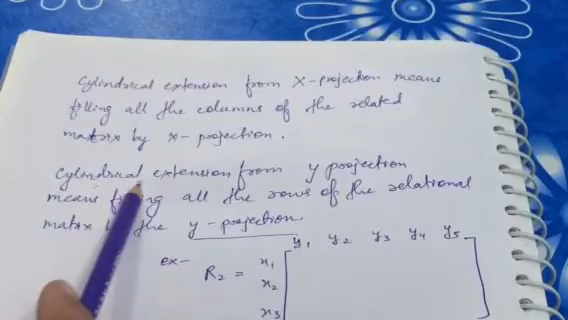 Cylindrical extension from X-projection means
filling all the columns of the related
matrix by x-projection.
Cylindrical extension from y projection
means filling all the rows of the relational
matrix the y-projection.
y1 y2 y3 y4 y5
ex- R2 = x1
x2
x3